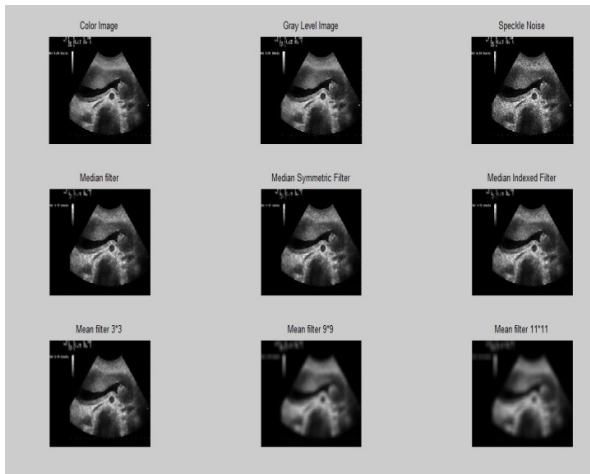 Color Image
Gray Level Image
Speckle Noise
Median filter
Median Symmetric Filter
Median Indexed Filter
Mean filter 3*3
Mean filter 9*9
Mean filter 11*11